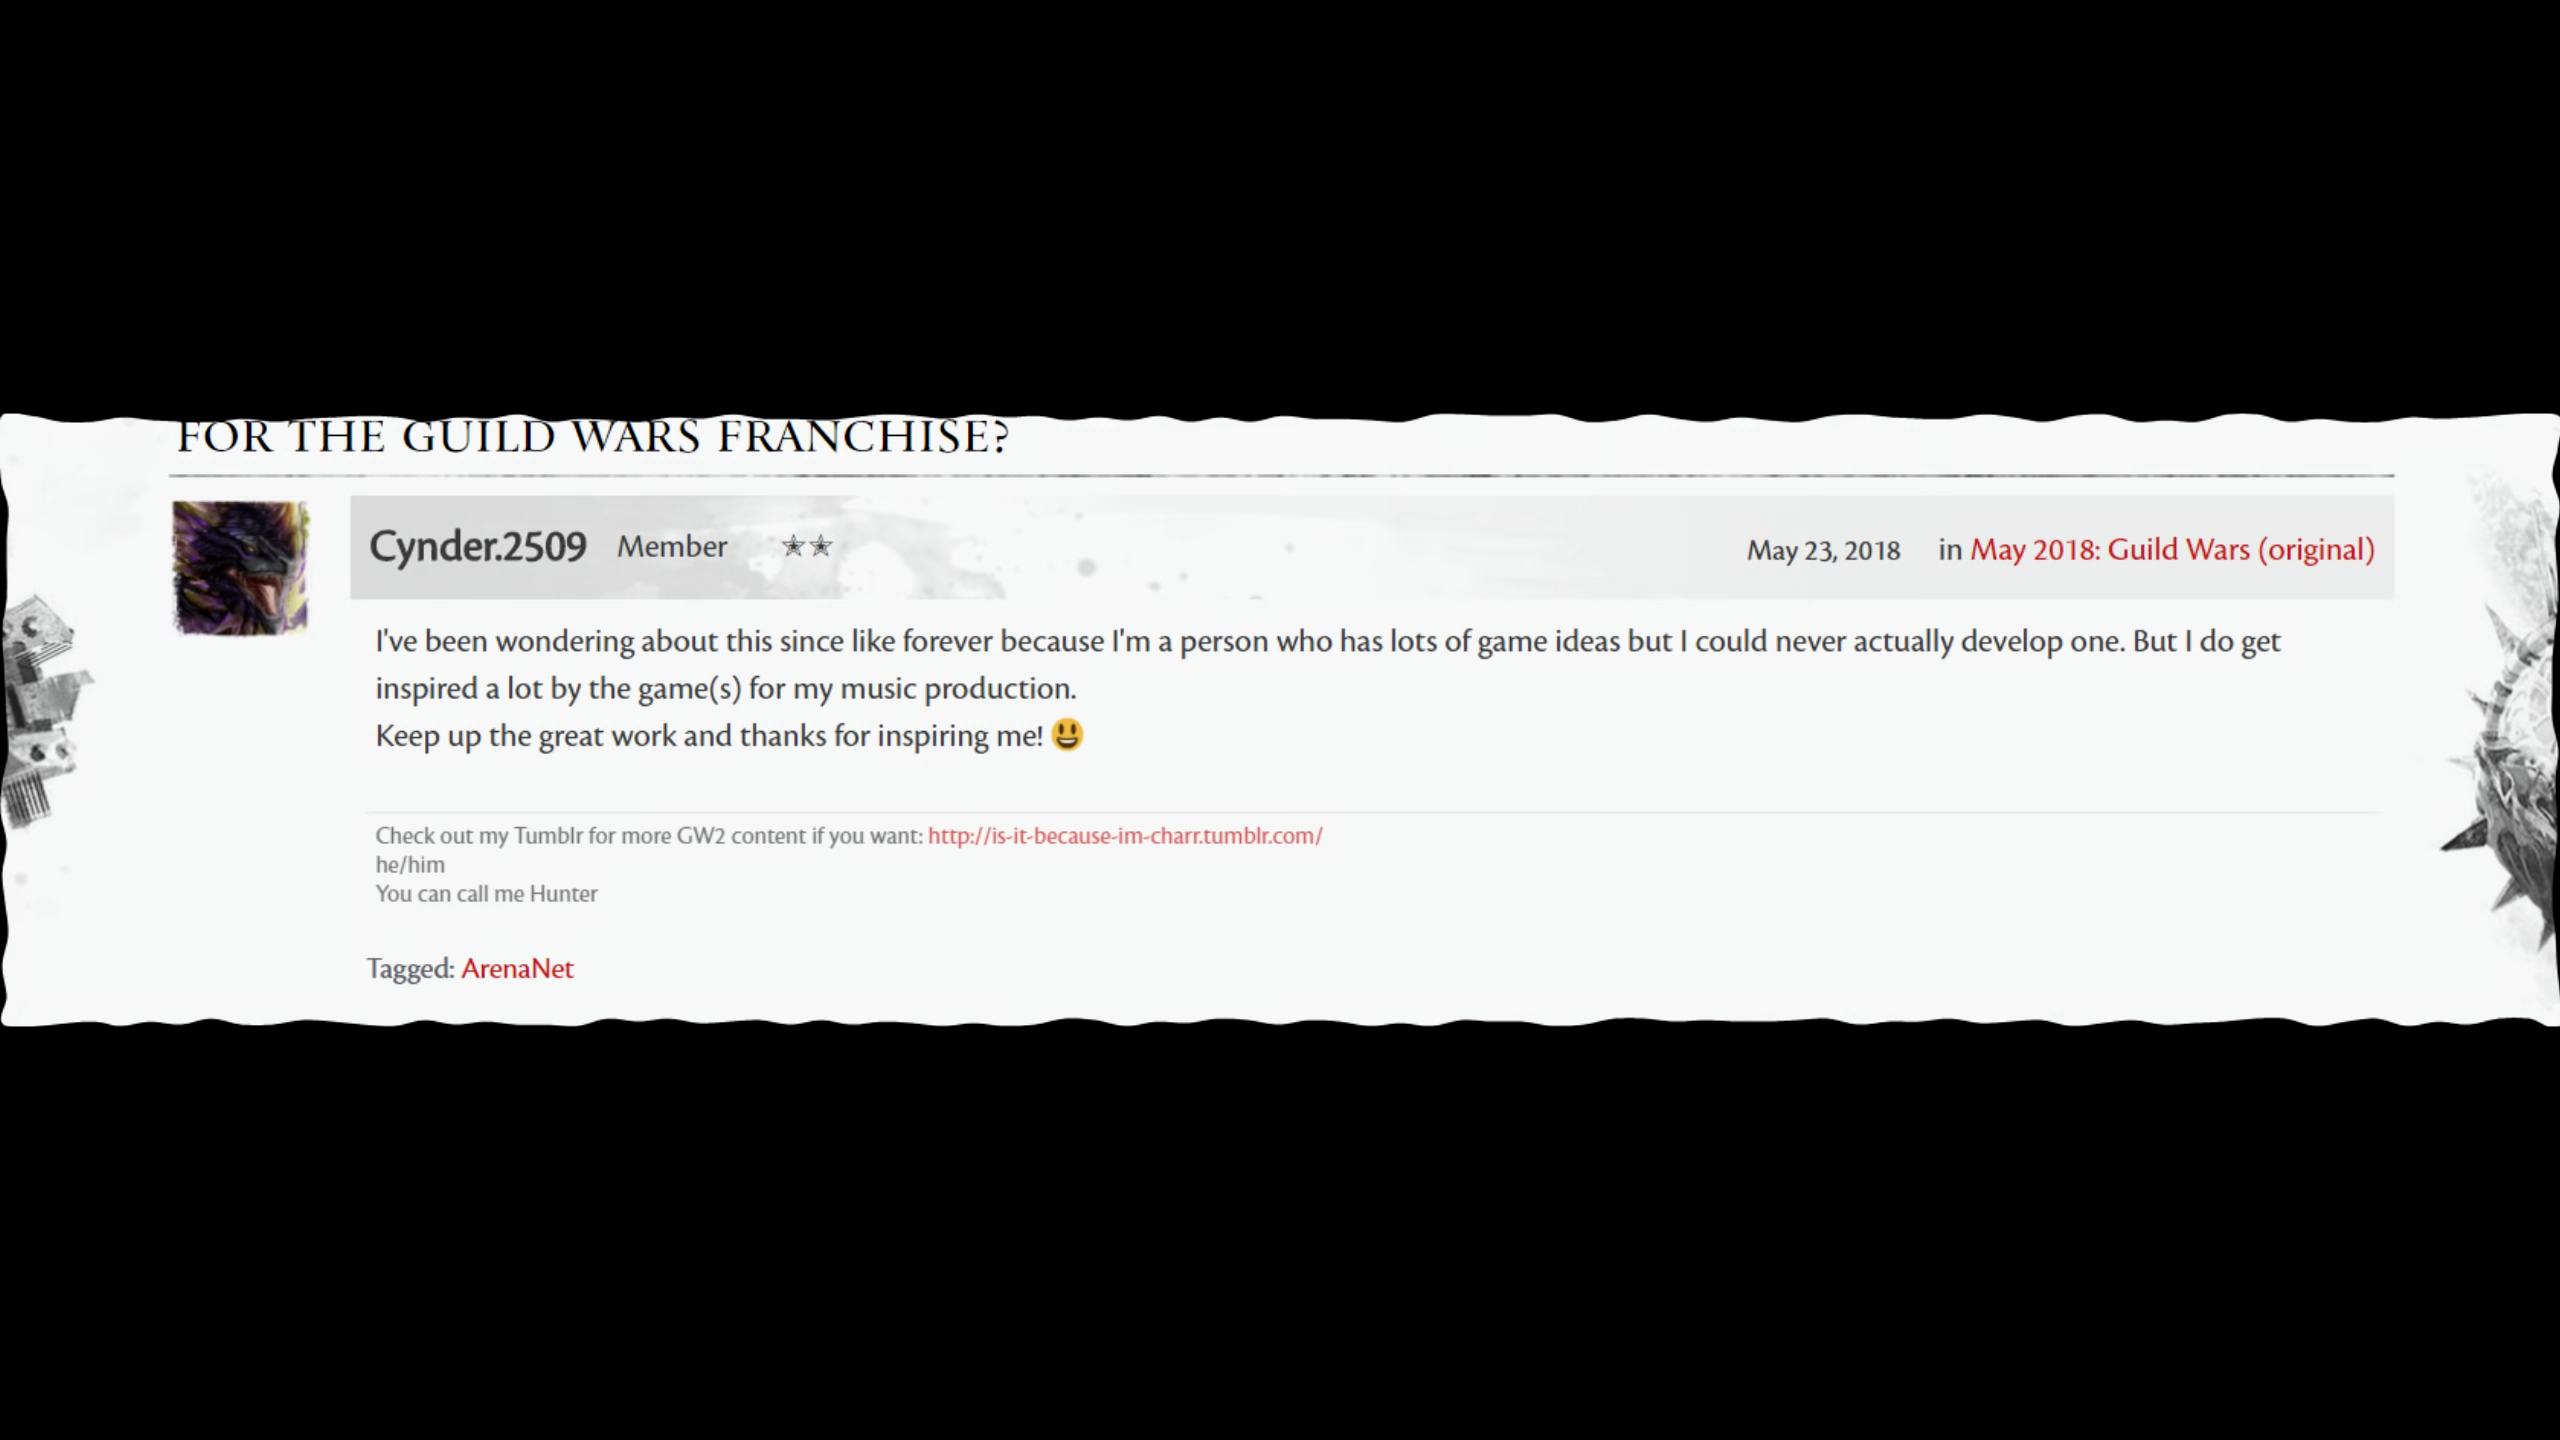 FOR THE GUILD WARS FRANCHISE?
Cynder.2509 Member ✭✭ May 23, 2018 in May 2018: Guild Wars (original)
I've been wondering about this since like forever because I'm a person who has lots of game ideas but I could never actually develop one. But I do get
inspired a lot by the game(s) for my music production.
Keep up the great work and thanks for inspiring me! 😃
Check out my Tumblr for more GW2 content if you want: http://is-it-because-im-charr.tumblr.com/
he/him
You can call me Hunter
Tagged: ArenaNet